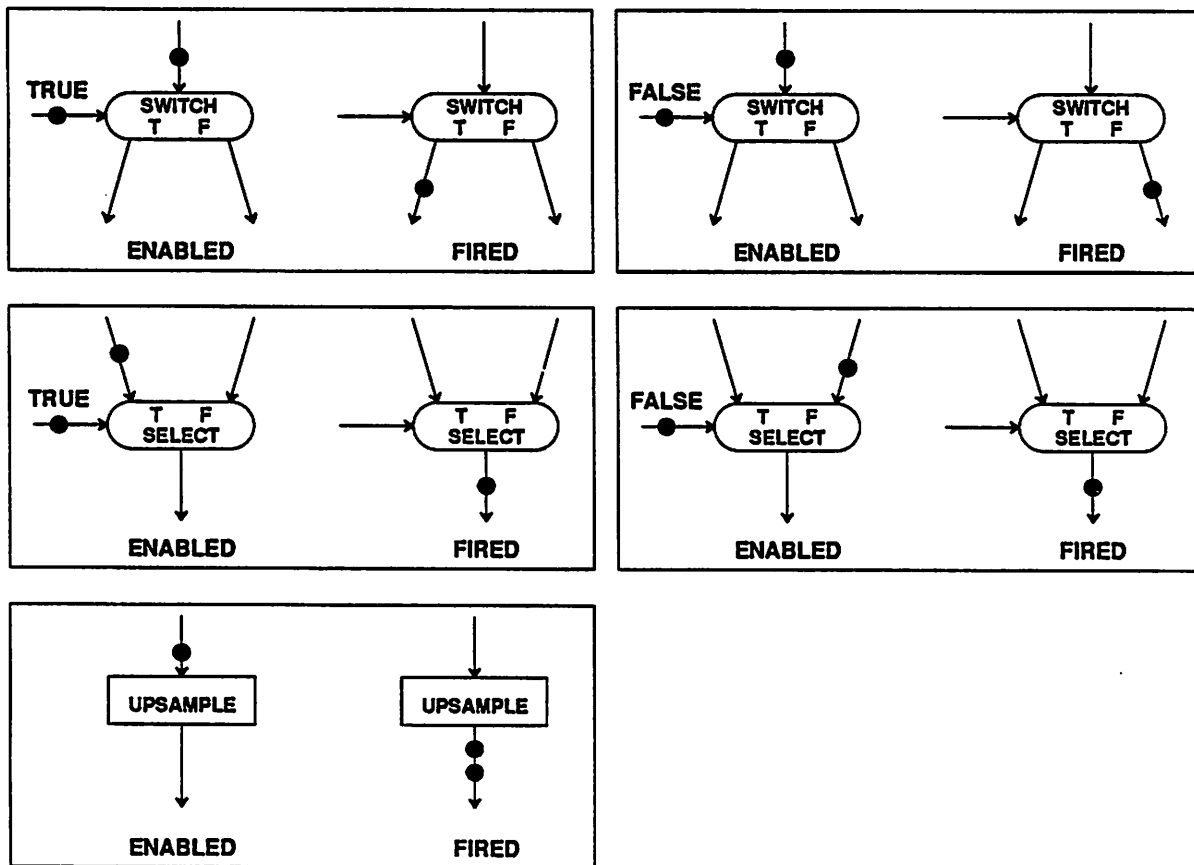 TRUE
SWITCH
T F
SWITCH
T F
ENABLED FIRED
FALSE
SWITCH
T F
SWITCH
T F
ENABLED FIRED
TRUE
T F
SELECT
T F
SELECT
ENABLED FIRED
FALSE
T F
SELECT
T F
SELECT
ENABLED FIRED
UPSAMPLE UPSAMPLE
ENABLED FIRED